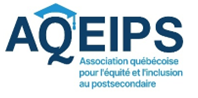 AQEIPS
Association québécoise
pour l'équité et l'inclusion
au postsecondaire